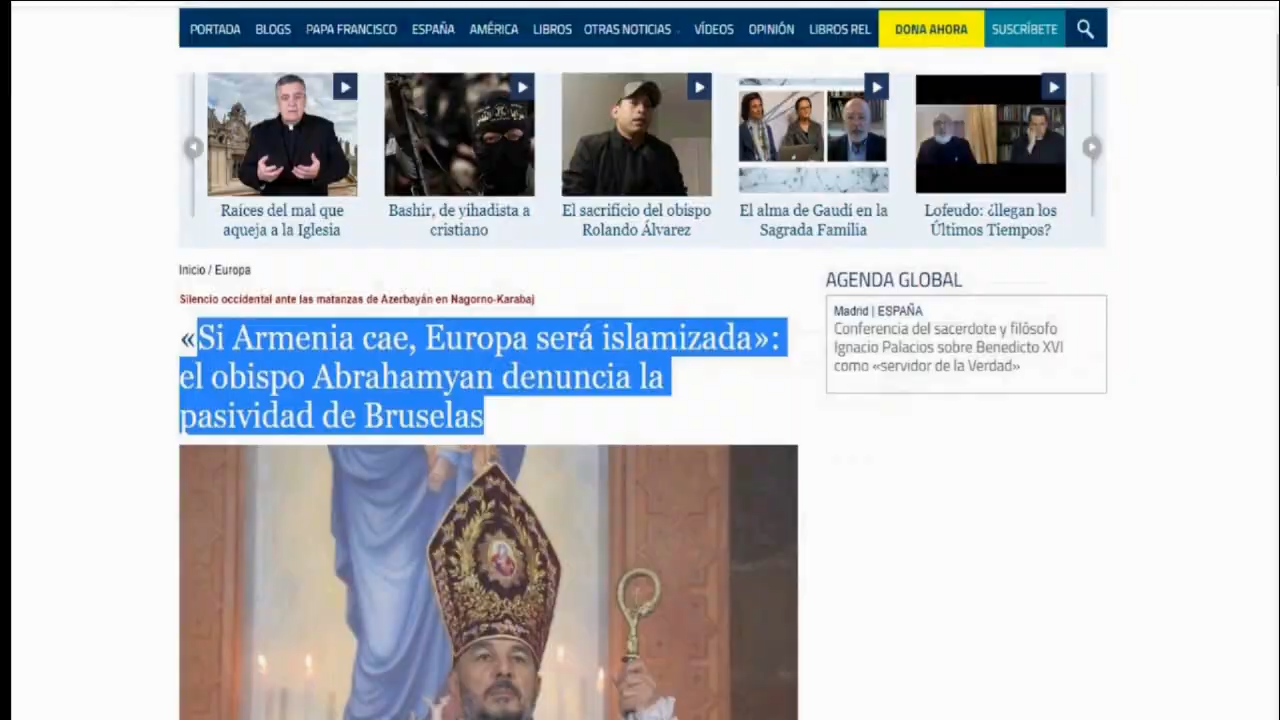 PORTADA BLOGS PAPA FRANCISCO ESPAÑA AMÉRICA LIBROS OTRAS NOTICIAS VÍDEOS OPINIÓN LIBROS REL DONA AHORA SUSCRÍBETE
Raíces del mal que
aqueja a la Iglesia
Bashir, de yihadista a
cristiano
El sacrificio del obispo
Rolando Álvarez
El alma de Gaudí en la
Sagrada Família
Lofeudo: ¿llegan los
Últimos Tiempos?
Inicio / Europa
Silencio occidental ante las matanzas de Azerbayán en Nagorno-Karabaj
«Si Armenia cae, Europa será islamizada»:
el obispo Abrahamyan denuncia la
pasividad de Bruselas
AGENDA GLOBAL
Madrid | ESPAÑA
Conferencia del sacerdote y filósofo
Ignacio Palacios sobre Benedicto XVI
como «servidor de la Verdad»